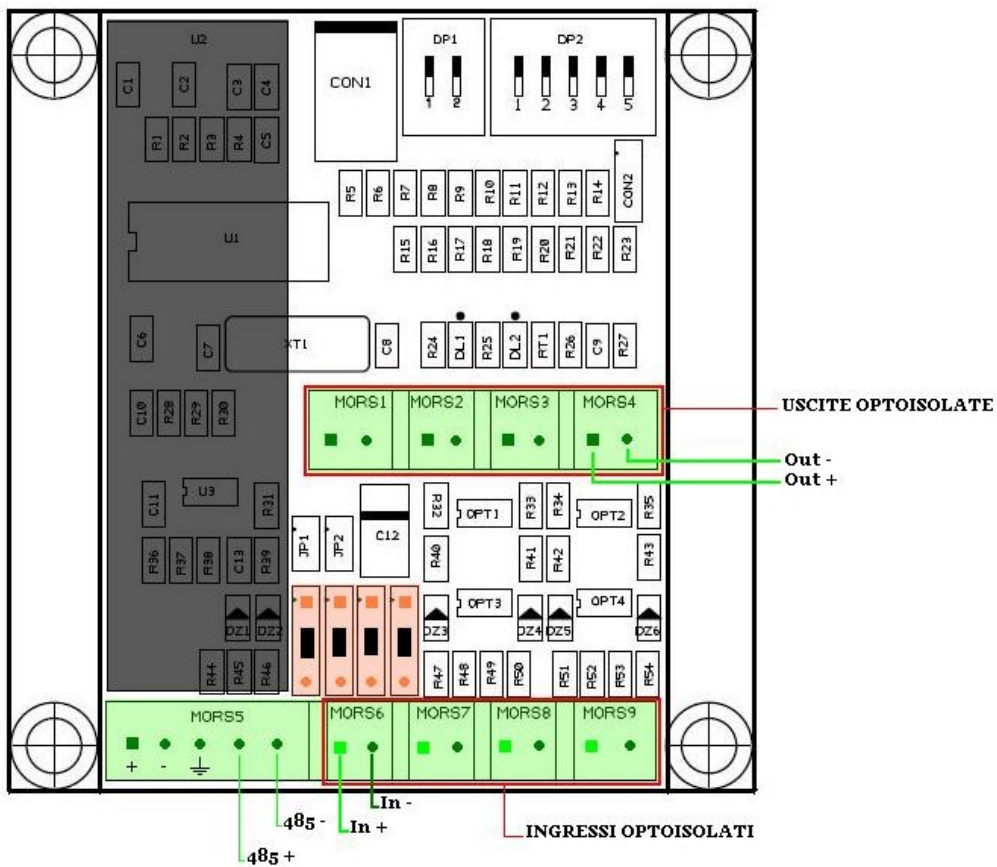 U2
DP1
DP2
CON1
C1
C2
C3
C4
1 2
1 2 3 4 5
R1
R2
R3
R4
C5
CON2
R5
R6
R7
R8
R9
R10
R11
R12
R13
R14
U1
R15
R16
R17
R18
R19
R20
R21
R22
R23
C6
C7
XT1
C8
R24
DL1
R25
DL2
RT1
R26
C9
R27
C10
R28
R29
R30
MORS1
MORS2
MORS3
MORS4
USCITE OPTOISOLATE
Out -
Out +
C11
U3
R31
R32
OPT1
R33
R34
OPT2
R35
JP1
JP2
C12
R36
R37
R38
C13
R39
R40
R41
R42
R43
DZ1
DZ2
DZ3
OPT3
DZ4
DZ5
OPT4
DZ6
R44
R45
R46
R47
R48
R49
R50
R51
R52
R53
R54
MORS5
MORS6
MORS7
MORS8
MORS9
+ -
In -
485 -
In +
INGRESSI OPTOISOLATI
485 +